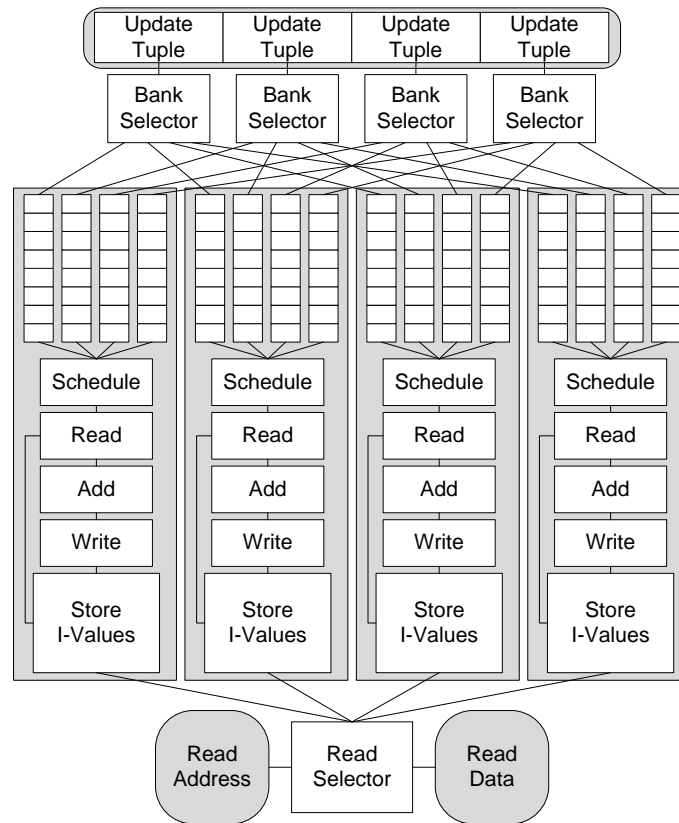 Update Tuple
Update Tuple
Update Tuple
Update Tuple
Bank Selector
Bank Selector
Bank Selector
Bank Selector
Schedule
Schedule
Schedule
Schedule
Read
Read
Read
Read
Add
Add
Add
Add
Write
Write
Write
Write
Store
I-Values
Store
I-Values
Store
I-Values
Store
I-Values
Read
Address
Read
Selector
Read
Data